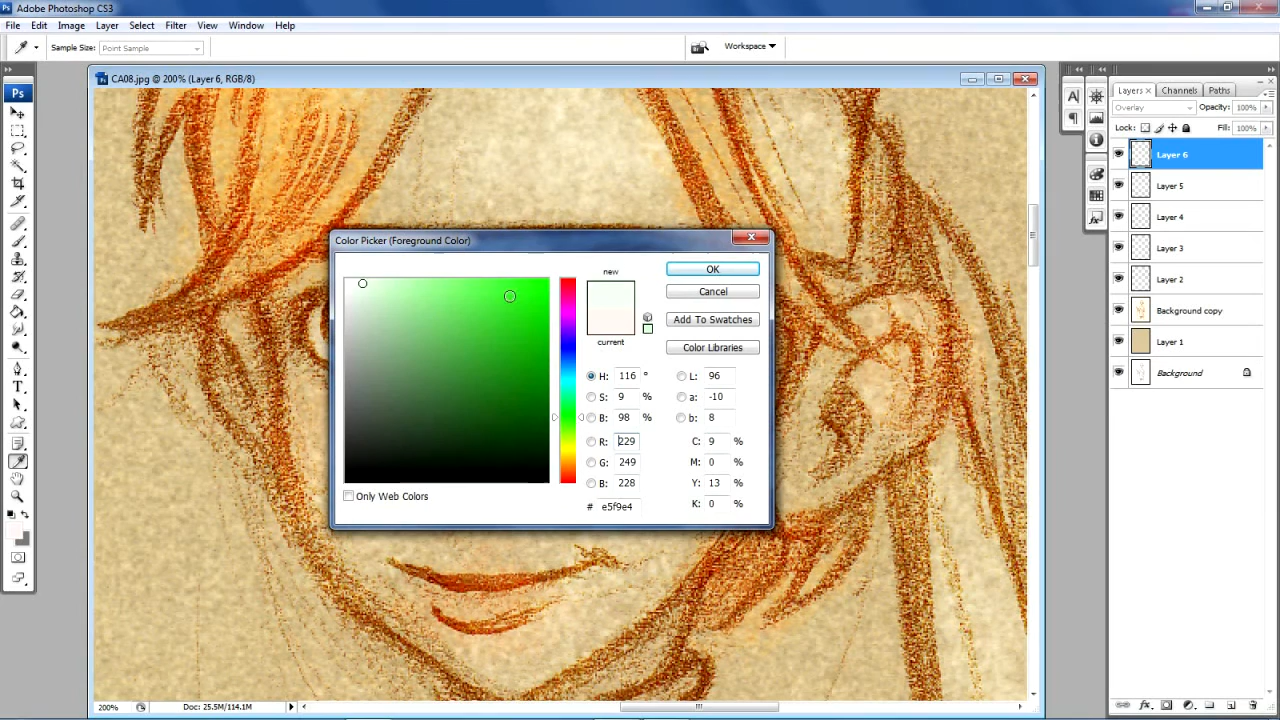 Adobe Photoshop CS3
File Edit Image Layer Select Filter View Window Help
Sample Size: Point Sample
Workspace
CA08.jpg @ 200% (Layer 6, RGB/8)
Ps
Layers × Channels Paths
Overlay Opacity: 100%
Lock: Fill: 100%
Layer 6
Layer 5
Layer 4
Layer 3
Layer 2
Background copy
Layer 1
Background
Color Picker (Foreground Color)
new
current
OK
Cancel
Add To Swatches
Color Libraries
H: 116 ° L: 96
S: 9 % a: -10
B: 98 % b: 8
R: 229 C: 9 %
G: 249 M: 0 %
B: 228 Y: 13 %
# e5f9e4 K: 0 %
Only Web Colors
200% Doc: 25.5M/114.1M